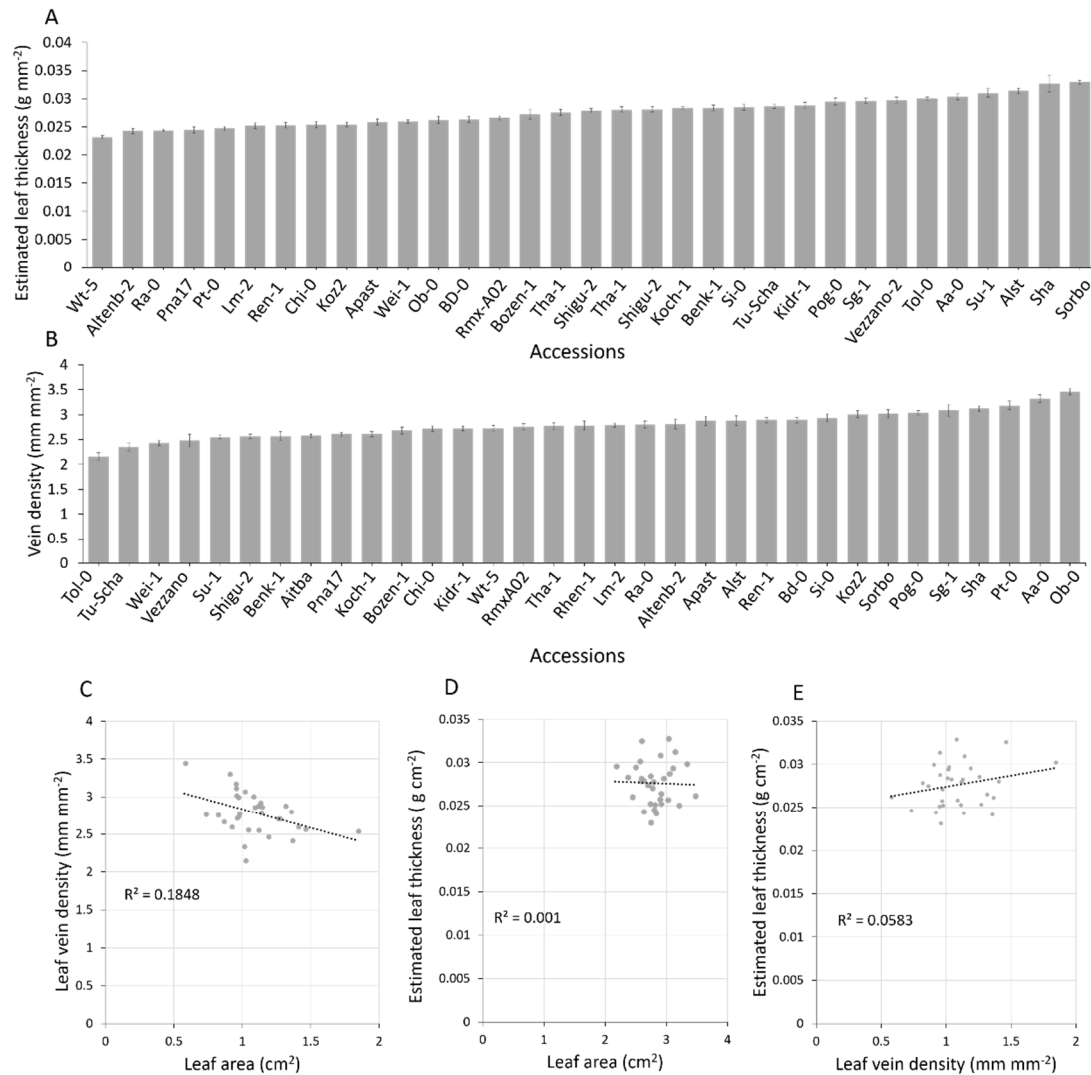 A
Estimated leaf thickness (g mm⁻²)
0.04
0.035
0.03
0.025
0.02
0.015
0.01
0.005
0
Wt-5
Altenb-2
Ra-0
Pna17
Pt-0
Lm-2
Ren-1
Chi-0
Koz2
Apast
Wei-1
Ob-0
BD-0
Rmx-A02
Bozen-1
Tha-1
Shigu-2
Tha-1
Shigu-2
Koch-1
Benk-1
Si-0
Tu-Scha
Kidr-1
Pog-0
Sg-1
Vezzano-2
Tol-0
Aa-0
Su-1
Alst
Sha
Sorbo
Accessions
B
Vein density (mm mm⁻²)
4
3.5
3
2.5
2
1.5
1
0.5
0
Tol-0
Tu-Scha
Wei-1
Vezzano
Su-1
Shigu-2
Benk-1
Aitba
Pna17
Koch-1
Bozen-1
Chi-0
Kidr-1
Wt-5
RmxA02
Tha-1
Rhen-1
Lm-2
Ra-0
Altenb-2
Apast
Alst
Ren-1
Bd-0
Si-0
Koz2
Sorbo
Pog-0
Sg-1
Sha
Pt-0
Aa-0
Ob-0
Accessions
C
Leaf vein density (mm mm⁻²)
4
3.5
3
2.5
2
1.5
1
0.5
0
R² = 0.1848
0 0.5 1 1.5 2
Leaf area (cm²)
D
Estimated leaf thickness ( g cm⁻²)
0.035
0.03
0.025
0.02
0.015
0.01
0.005
0
R² = 0.001
0 1 2 3 4
Leaf area (cm²)
E
Estimated leaf thickness (g cm⁻²)
0.035
0.03
0.025
0.02
0.015
0.01
0.005
0
R² = 0.0583
0 0.5 1 1.5 2
Leaf vein density (mm mm⁻²)